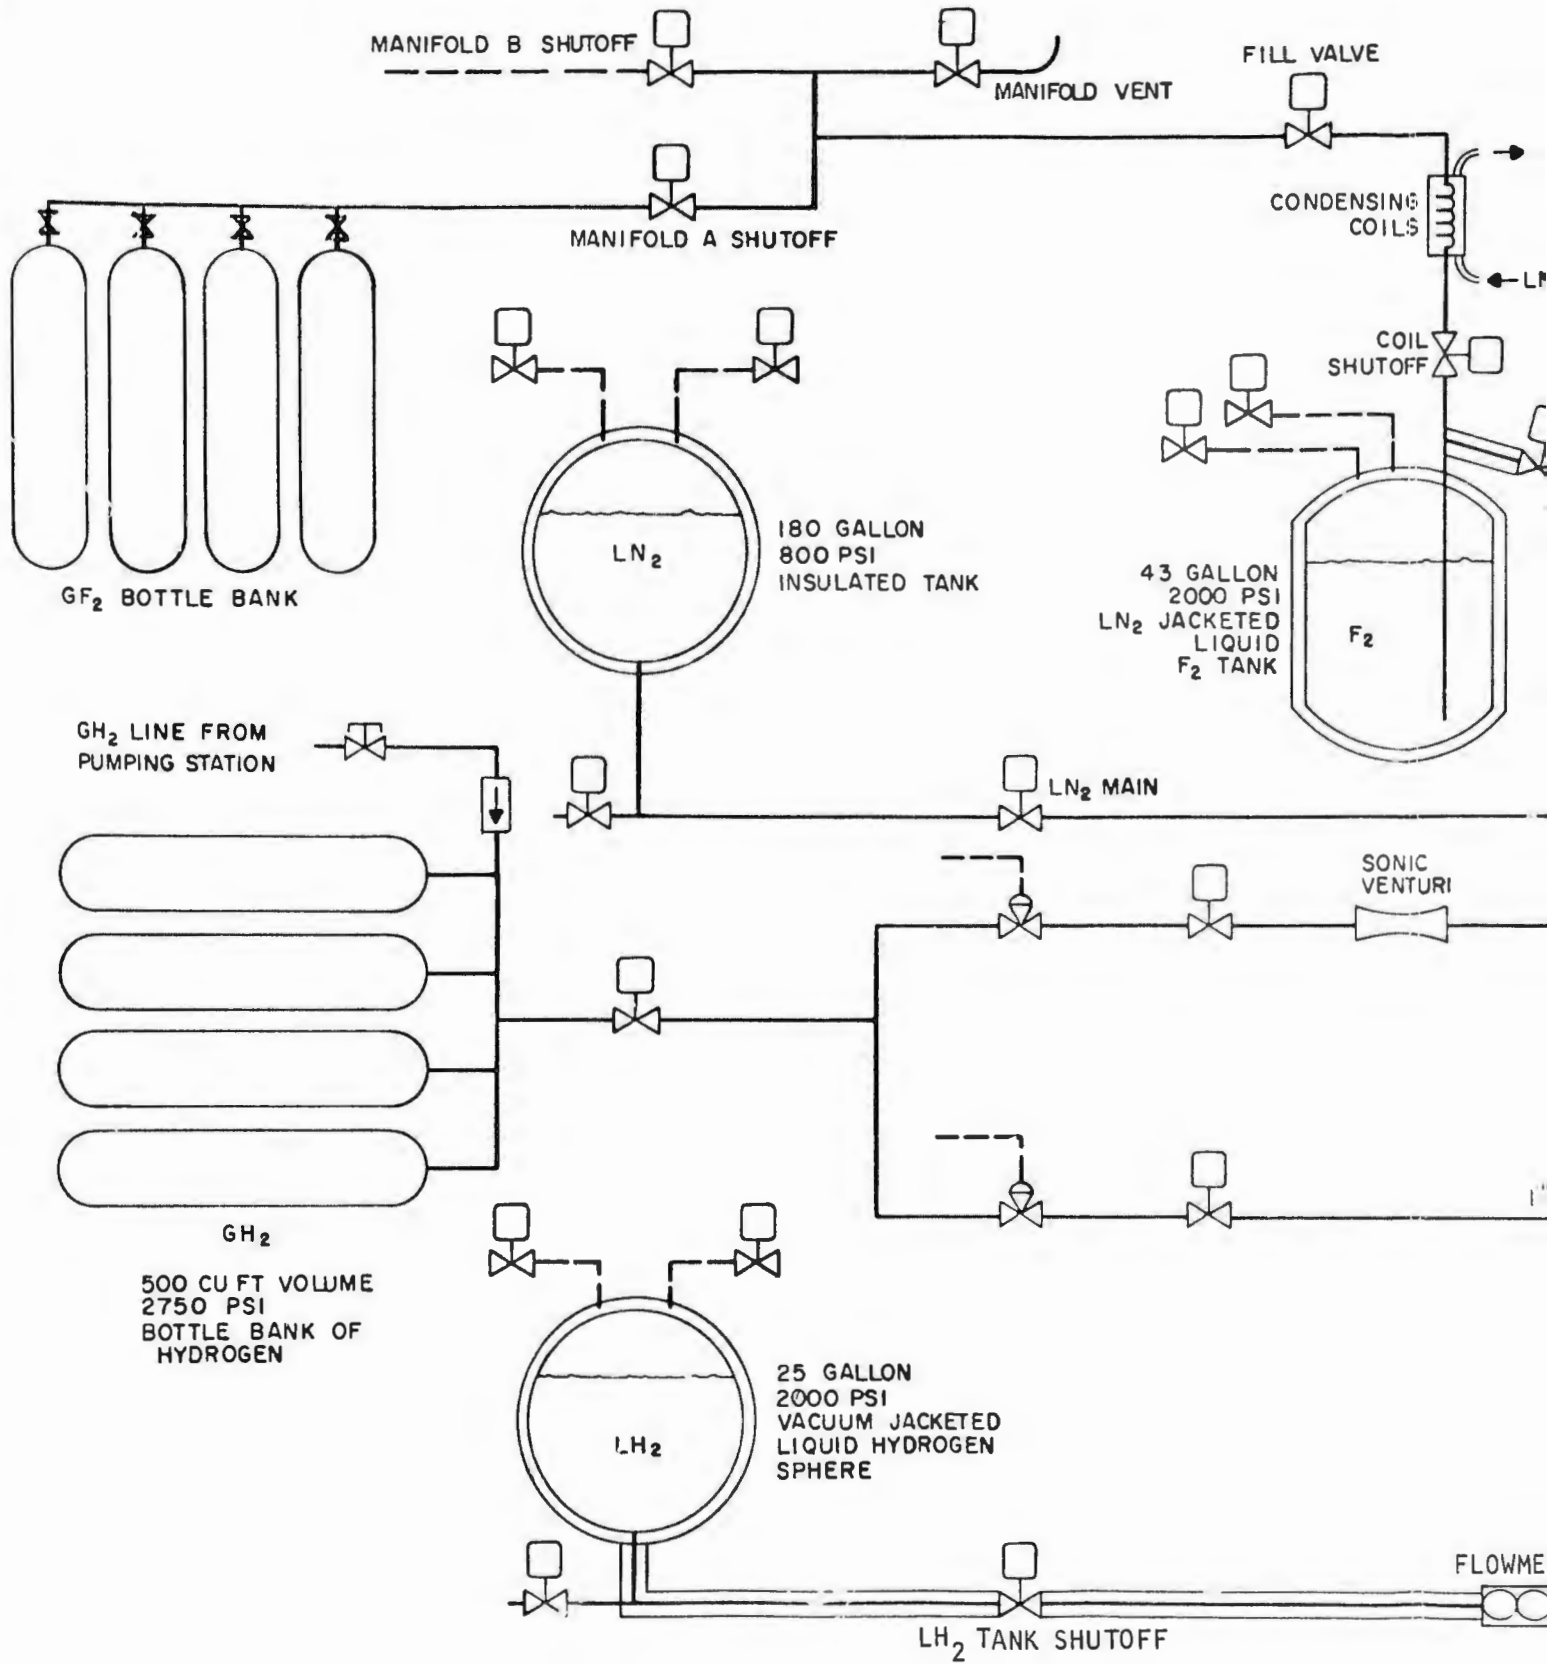 MANIFOLD B SHUTOFF
MANIFOLD VENT
FILL VALVE
CONDENSING
COILS
MANIFOLD A SHUTOFF
COIL
SHUTOFF
GF₂ BOTTLE BANK
LN₂
180 GALLON
800 PSI
INSULATED TANK
43 GALLON
2000 PSI
LN₂ JACKETED
LIQUID
F₂ TANK
F₂
GH₂ LINE FROM
PUMPING STATION
LN₂ MAIN
SONIC
VENTURI
GH₂
500 CU FT VOLUME
2750 PSI
BOTTLE BANK OF
HYDROGEN
LH₂
25 GALLON
2000 PSI
VACUUM JACKETED
LIQUID HYDROGEN
SPHERE
FLOWME
LH₂ TANK SHUTOFF